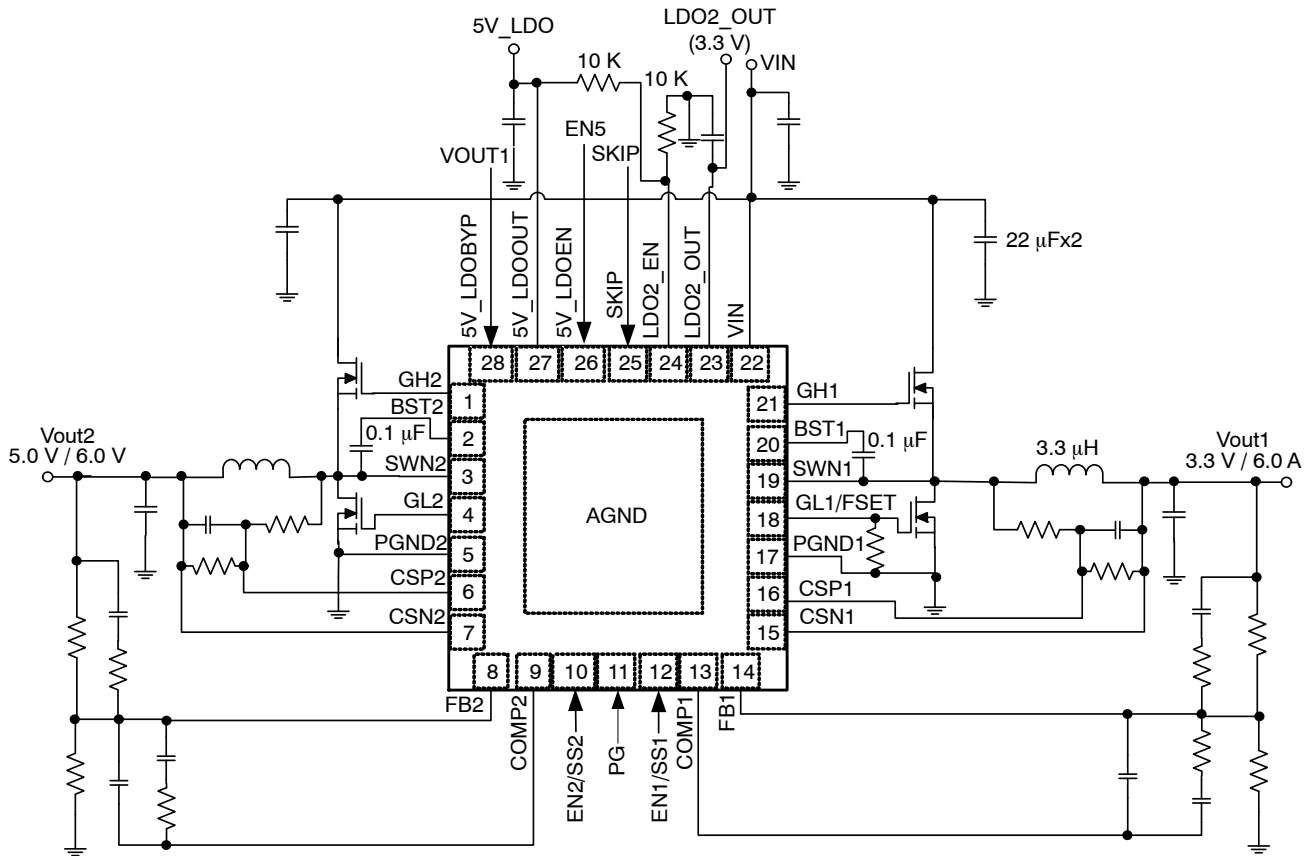 5V_LDO
LDO2_OUT
(3.3 V)
VIN
10 K
10 K
EN5
VOUT1
SKIP
22 μFx2
5V_LDOBYP
5V_LDOOUT
5V_LDOEN
SKIP
LDO2_EN
LDO2_OUT
VIN
28
27
26
25
24
23
22
GH2
1
BST2
2
0.1 μF
SWN2
3
GL2
4
PGND2
5
CSP2
6
CSN2
7
Vout2
5.0 V / 6.0 V
AGND
21
GH1
20
BST1
0.1 μF
19
SWN1
18
GL1/FSET
17
PGND1
16
CSP1
15
CSN1
3.3 μH
Vout1
3.3 V / 6.0 A
8
9
10
11
12
13
14
FB2
COMP2
EN2/SS2
PG
EN1/SS1
COMP1
FB1